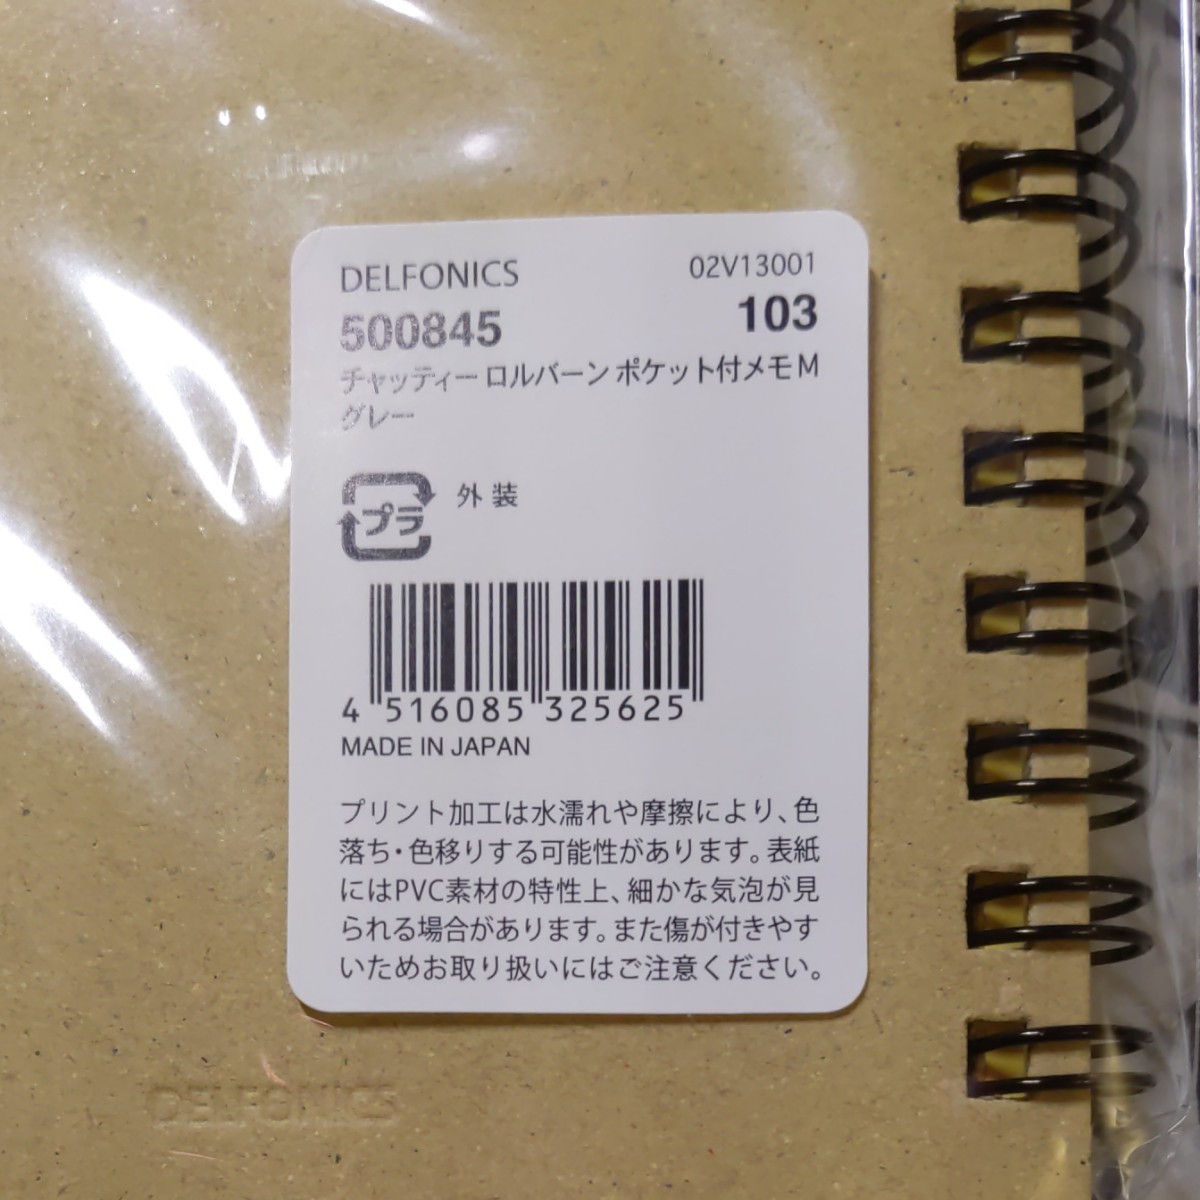 DELFONICS 02V13001
500845 103
チャッティー ロルバーン ポケット付メモ M
グレー
プラ 外装
4 516085 325625
MADE IN JAPAN
プリント加工は水濡れや摩擦により、色
落ち・色移りする可能性があります。表紙
にはPVC素材の特性上、細かな気泡が見
られる場合があります。また傷が付きやす
いためお取り扱いにはご注意ください。
DELFONICS